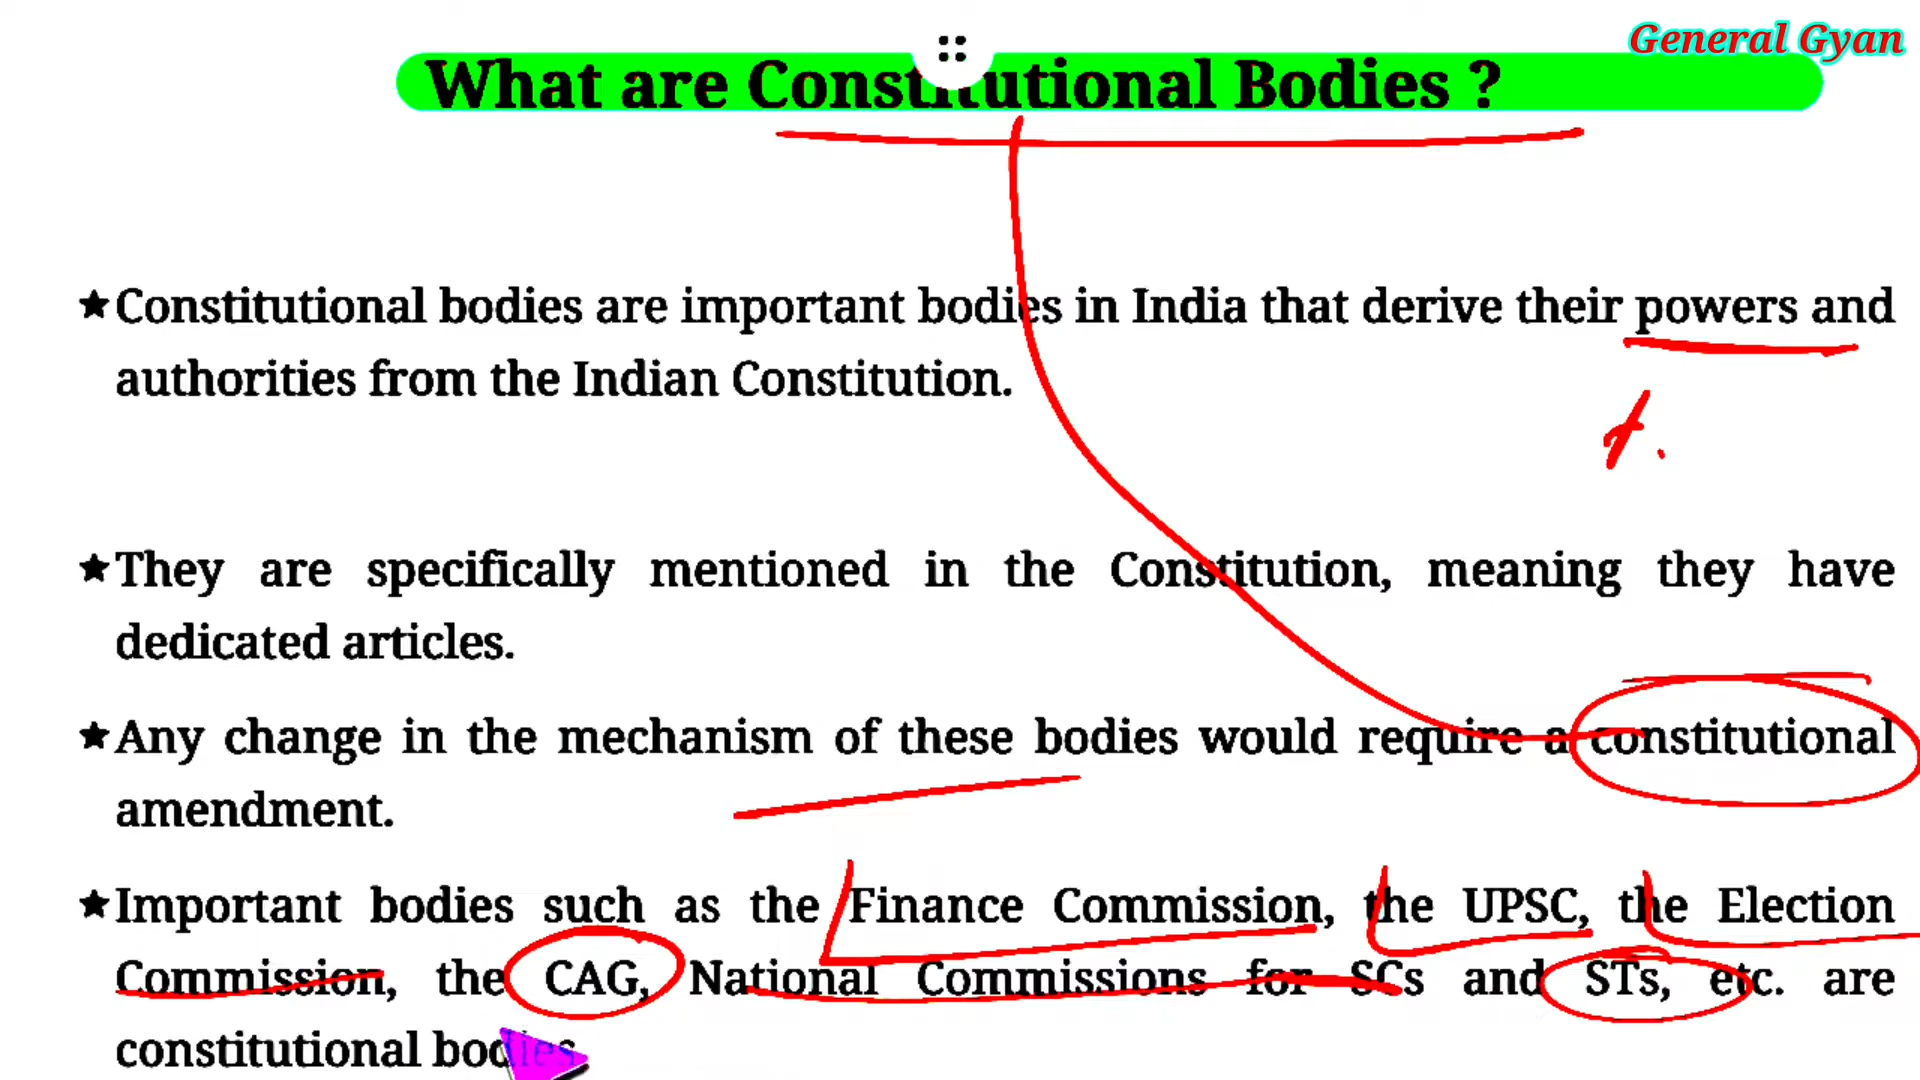 General Gyan
What are Constitutional Bodies ?
★Constitutional bodies are important bodies in India that derive their powers and
authorities from the Indian Constitution.
★They are specifically mentioned in the Constitution, meaning they have
dedicated articles.
★Any change in the mechanism of these bodies would require a constitutional
amendment.
★Important bodies such as the Finance Commission, the UPSC, the Election
Commission, the CAG, National Commissions for SCs and STs, etc. are
constitutional bodies